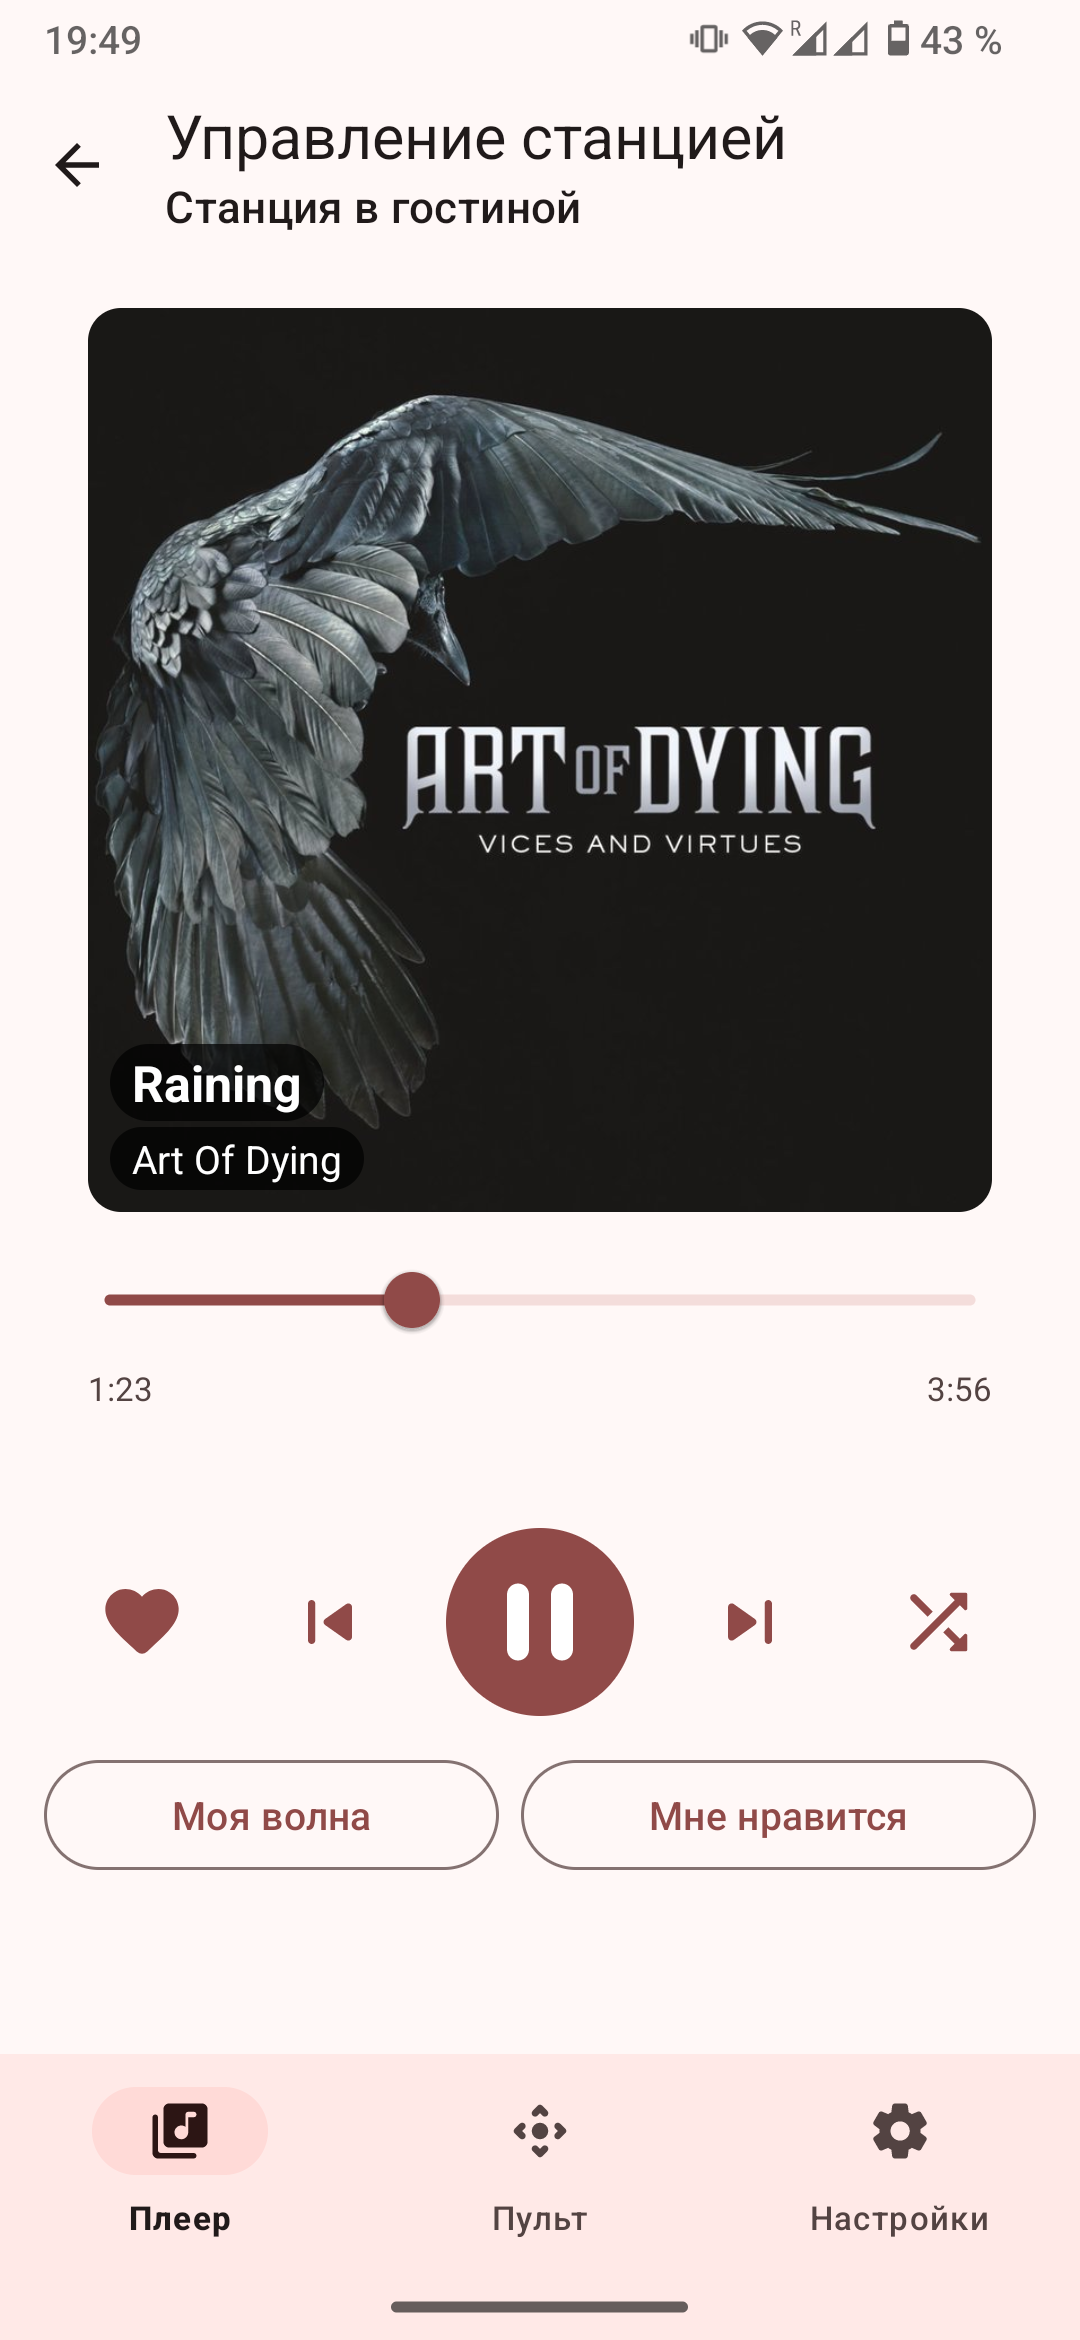 19:49
R
43 %
Управление станцией
Станция в гостиной
ART OF DYING
VICES AND VIRTUES
Raining
Art Of Dying
1:23
3:56
Моя волна
Мне нравится
Плеер
Пульт
Настройки